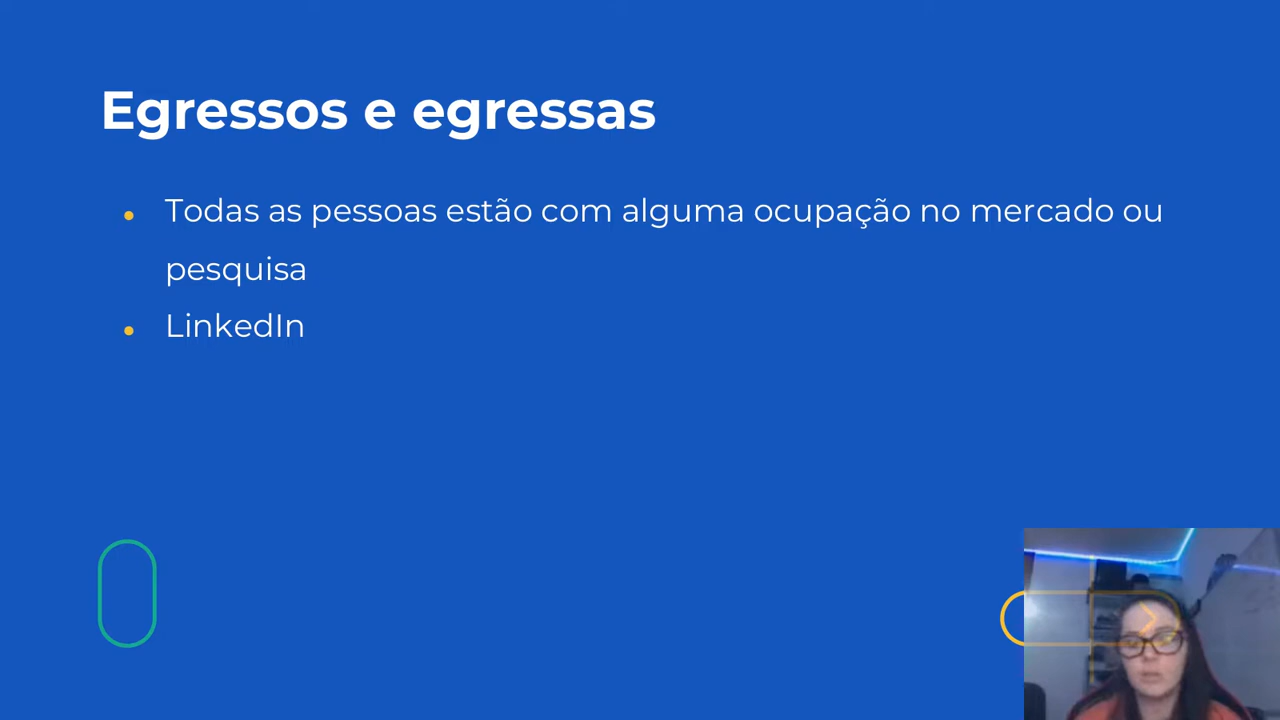 Egressos e egressas
Todas as pessoas estão com alguma ocupação no mercado ou
pesquisa
LinkedIn